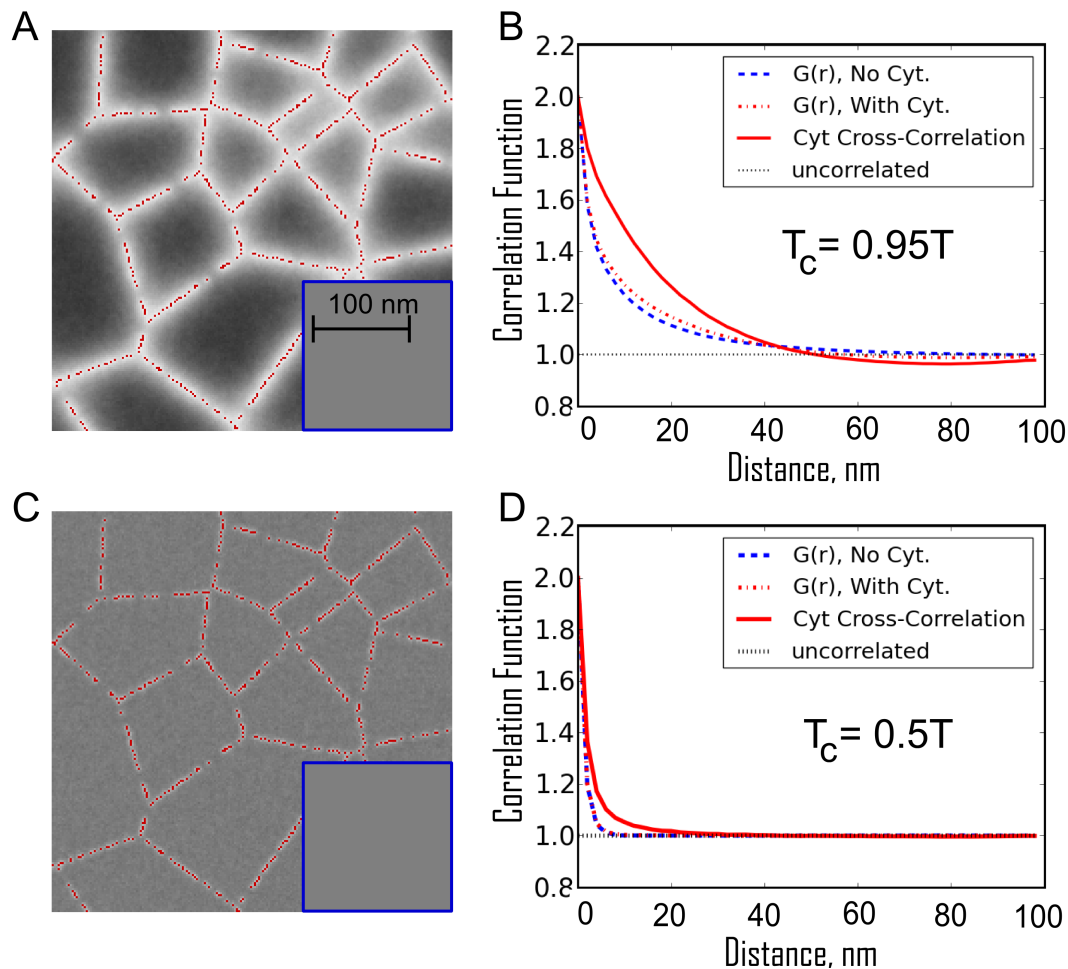 A
100 nm
B
Correlation Function
2.2
2.0
1.8
1.6
1.4
1.2
1.0
0.8
G(r), No Cyt.
G(r), With Cyt.
Cyt Cross-Correlation
uncorrelated
Tc= 0.95T
0 20 40 60 80 100
Distance, nm
C
D
Correlation Function
2.2
2.0
1.8
1.6
1.4
1.2
1.0
0.8
G(r), No Cyt.
G(r), With Cyt.
Cyt Cross-Correlation
uncorrelated
Tc= 0.5T
0 20 40 60 80 100
Distance, nm